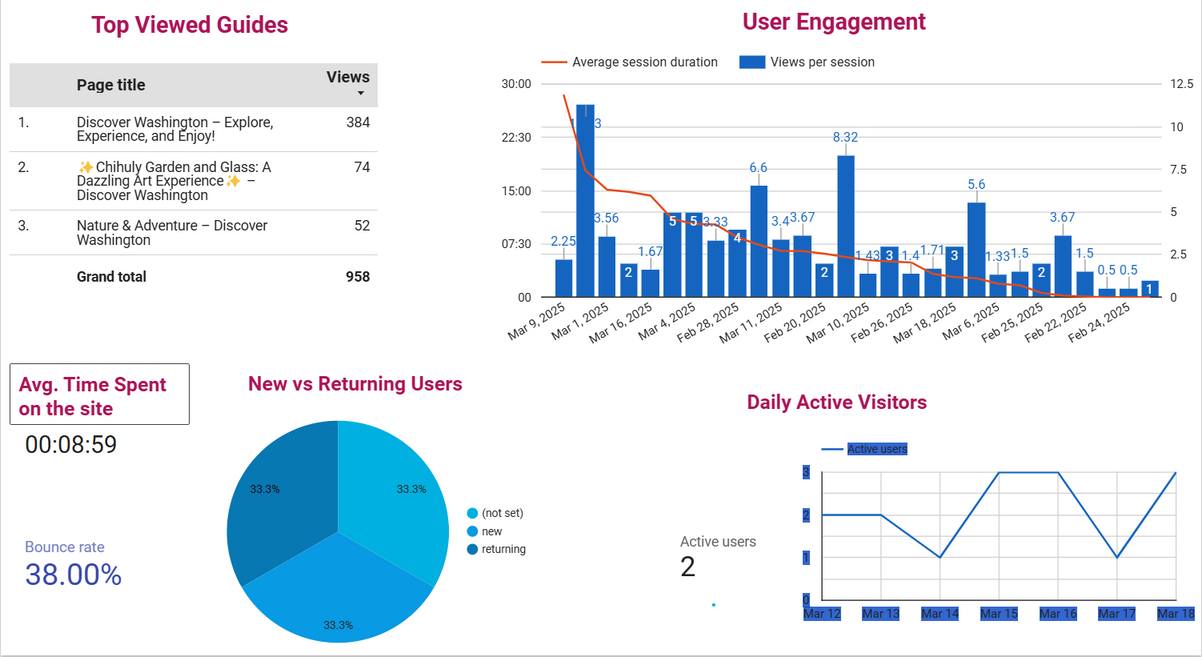 Top Viewed Guides
Page title
Views
1.
Discover Washington – Explore,
Experience, and Enjoy!
384
2.
✨Chihuly Garden and Glass: A
Dazzling Art Experience✨ –
Discover Washington
74
3.
Nature & Adventure – Discover
Washington
52
Grand total
958
User Engagement
Average session duration
Views per session
30:00
22:30
15:00
07:30
00
12.5
10
7.5
5
2.5
0
2.25
3.56
2
1.67
5
5
3.33
4
6.6
3.4
3.67
2
8.32
1.43
3
1.4
1.71
3
5.6
1.33
1.5
2
3.67
1.5
0.5
0.5
1
Mar 9, 2025
Mar 1, 2025
Mar 16, 2025
Mar 4, 2025
Feb 28, 2025
Mar 11, 2025
Feb 20, 2025
Mar 10, 2025
Feb 26, 2025
Mar 18, 2025
Mar 6, 2025
Feb 25, 2025
Feb 22, 2025
Feb 24, 2025
Avg. Time Spent
on the site
00:08:59
Bounce rate
38.00%
New vs Returning Users
33.3%
33.3%
33.3%
(not set)
new
returning
Daily Active Visitors
Active users
2
Active users
3
2
1
0
Mar 12
Mar 13
Mar 14
Mar 15
Mar 16
Mar 17
Mar 18